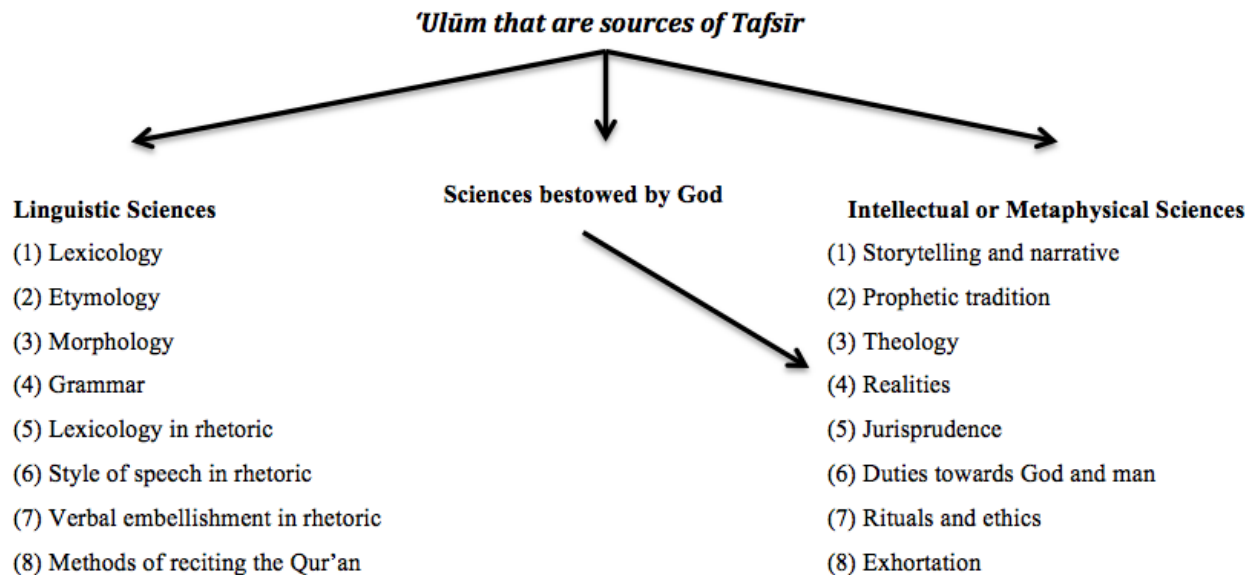 ‘Ulūm that are sources of Tafsīr
Sciences bestowed by God
Linguistic Sciences
(1) Lexicology
(2) Etymology
(3) Morphology
(4) Grammar
(5) Lexicology in rhetoric
(6) Style of speech in rhetoric
(7) Verbal embellishment in rhetoric
(8) Methods of reciting the Qur’an
Intellectual or Metaphysical Sciences
(1) Storytelling and narrative
(2) Prophetic tradition
(3) Theology
(4) Realities
(5) Jurisprudence
(6) Duties towards God and man
(7) Rituals and ethics
(8) Exhortation